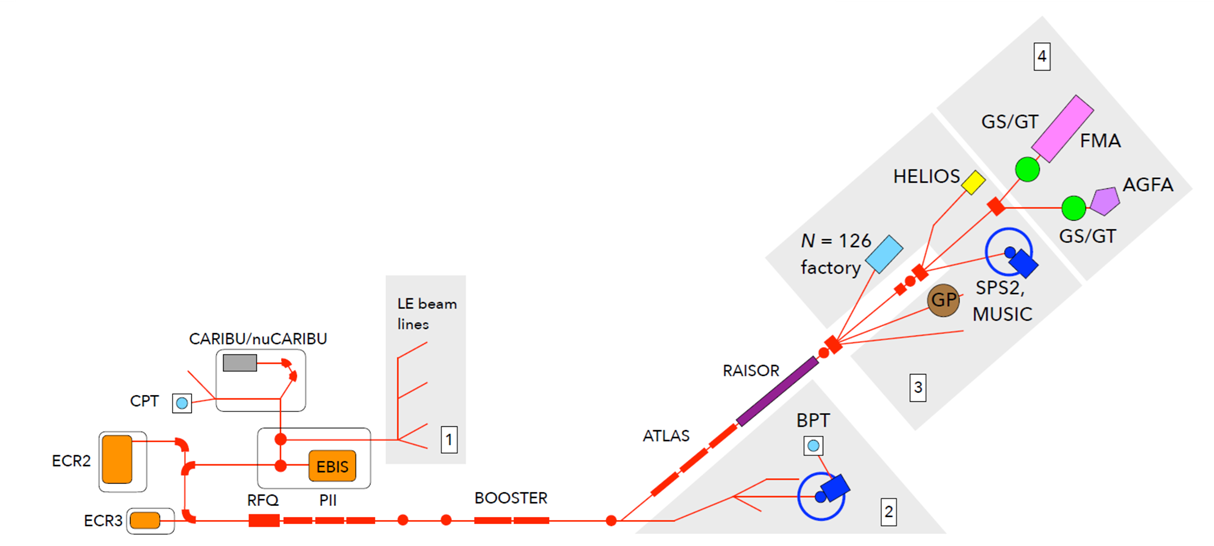 4
GS/GT
FMA
HELIOS
AGFA
GS/GT
N = 126
factory
SPS2,
MUSIC
GP
LE beam
lines
CARIBU/nuCARIBU
RAISOR
3
CPT
BPT
1
ATLAS
ECR2
EBIS
RFQ
PII
BOOSTER
2
ECR3